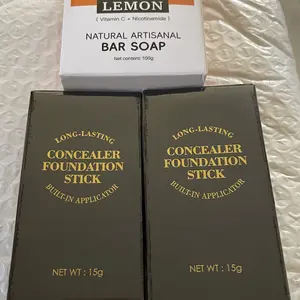 LEMON
( Vitamin C + Nicotinamide )
NATURAL ARTISANAL
BAR SOAP
Net content: 100g
LONG-LASTING
CONCEALER
FOUNDATION
STICK
BUILT-IN APPLICATOR
NET WT : 15g
LONG-LASTING
CONCEALER
FOUNDATION
STICK
BUILT-IN APPLICATOR
NET WT : 15g